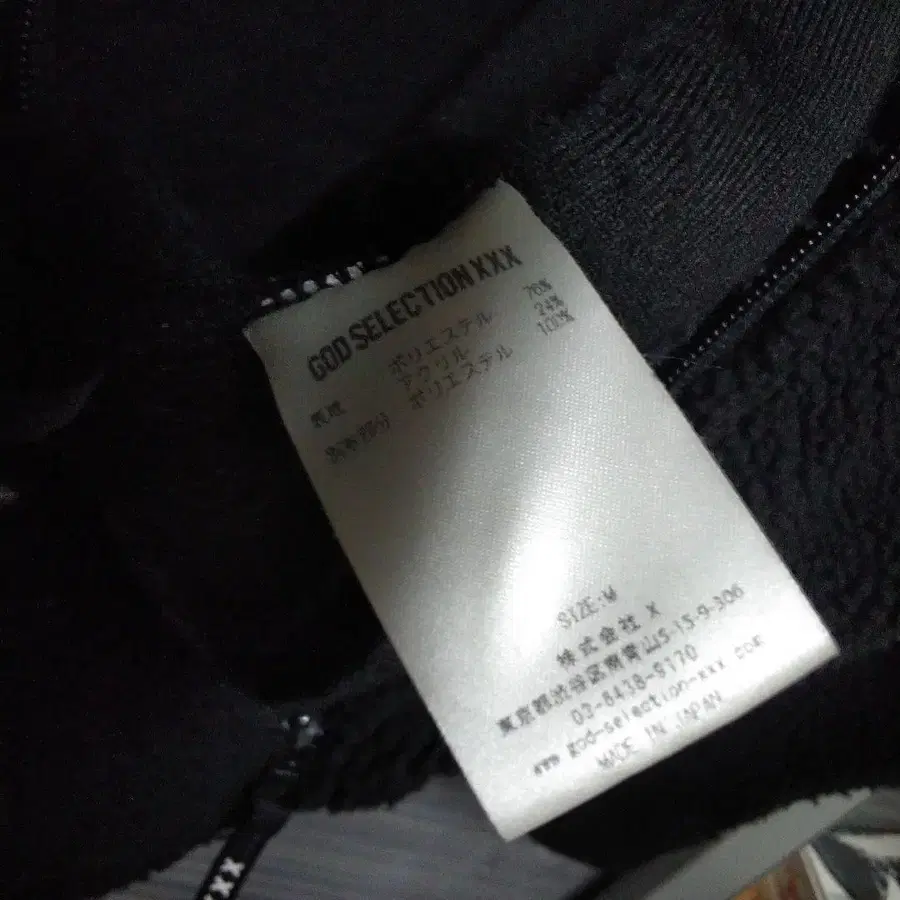 GOD SELECTION XXX
表地 ポリエステル 76%
アクリル 24%
別布部分 ポリエステル 100%
SIZE:M
株式会社 X
東京都渋谷区南青山5-15-9-306
03-6438-9170
www.god-selection-xxx.com
MADE IN JAPAN
XXX